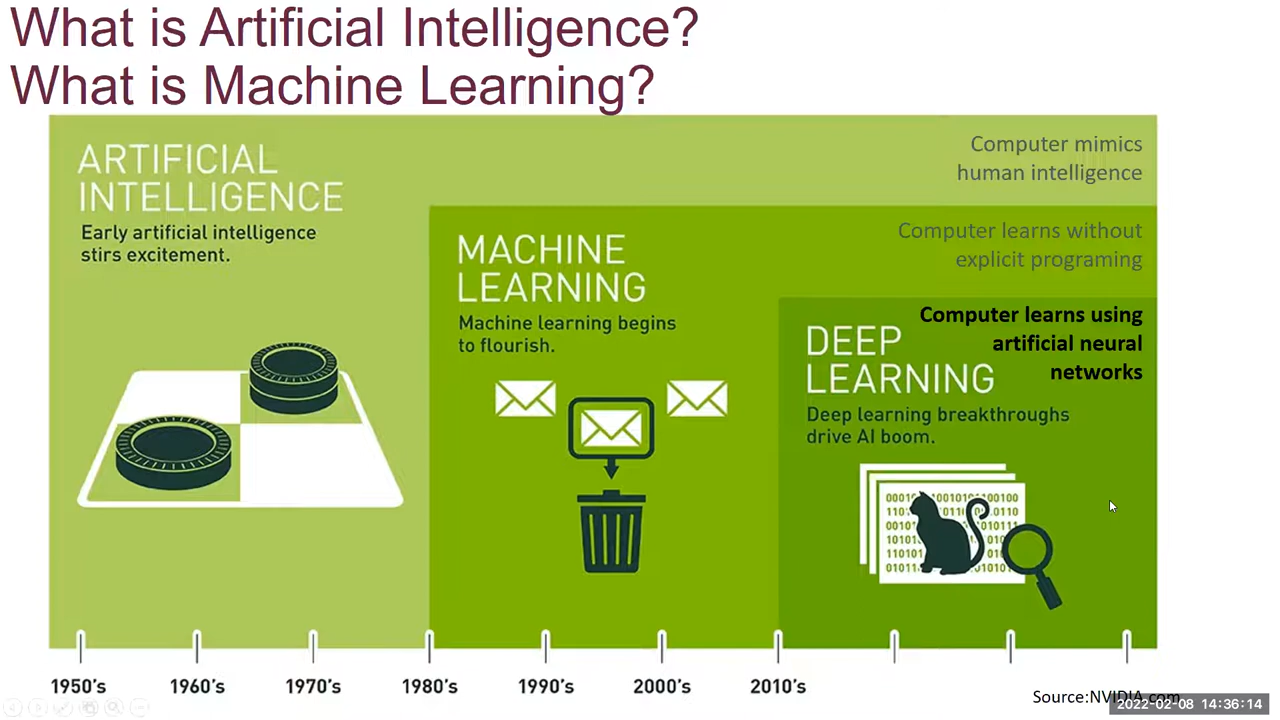 What is Artificial Intelligence?
What is Machine Learning?
ARTIFICIAL
INTELLIGENCE
Early artificial intelligence
stirs excitement.
Computer mimics
human intelligence
MACHINE
LEARNING
Machine learning begins
to flourish.
Computer learns without
explicit programing
DEEP
LEARNING
Deep learning breakthroughs
drive AI boom.
Computer learns using
artificial neural
networks
1950's 1960's 1970's 1980's 1990's 2000's 2010's
Source:NVIDIA.com
2022-02-08 14:36:14